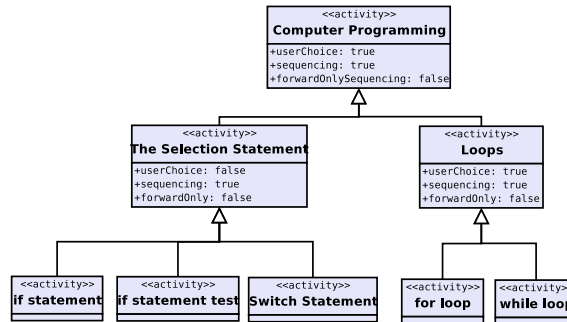 <<activity>>
Computer Programming
+userChoice: true
+sequencing: true
+forwardOnlySequencing: false
<<activity>>
The Selection Statement
+userChoice: false
+sequencing: true
+forwardOnly: false
<<activity>>
Loops
+userChoice: true
+sequencing: true
+forwardOnly: false
<<activity>>
if statement
<<activity>>
if statement test
<<activity>>
Switch Statement
<<activity>>
for loop
<<activity>>
while loop